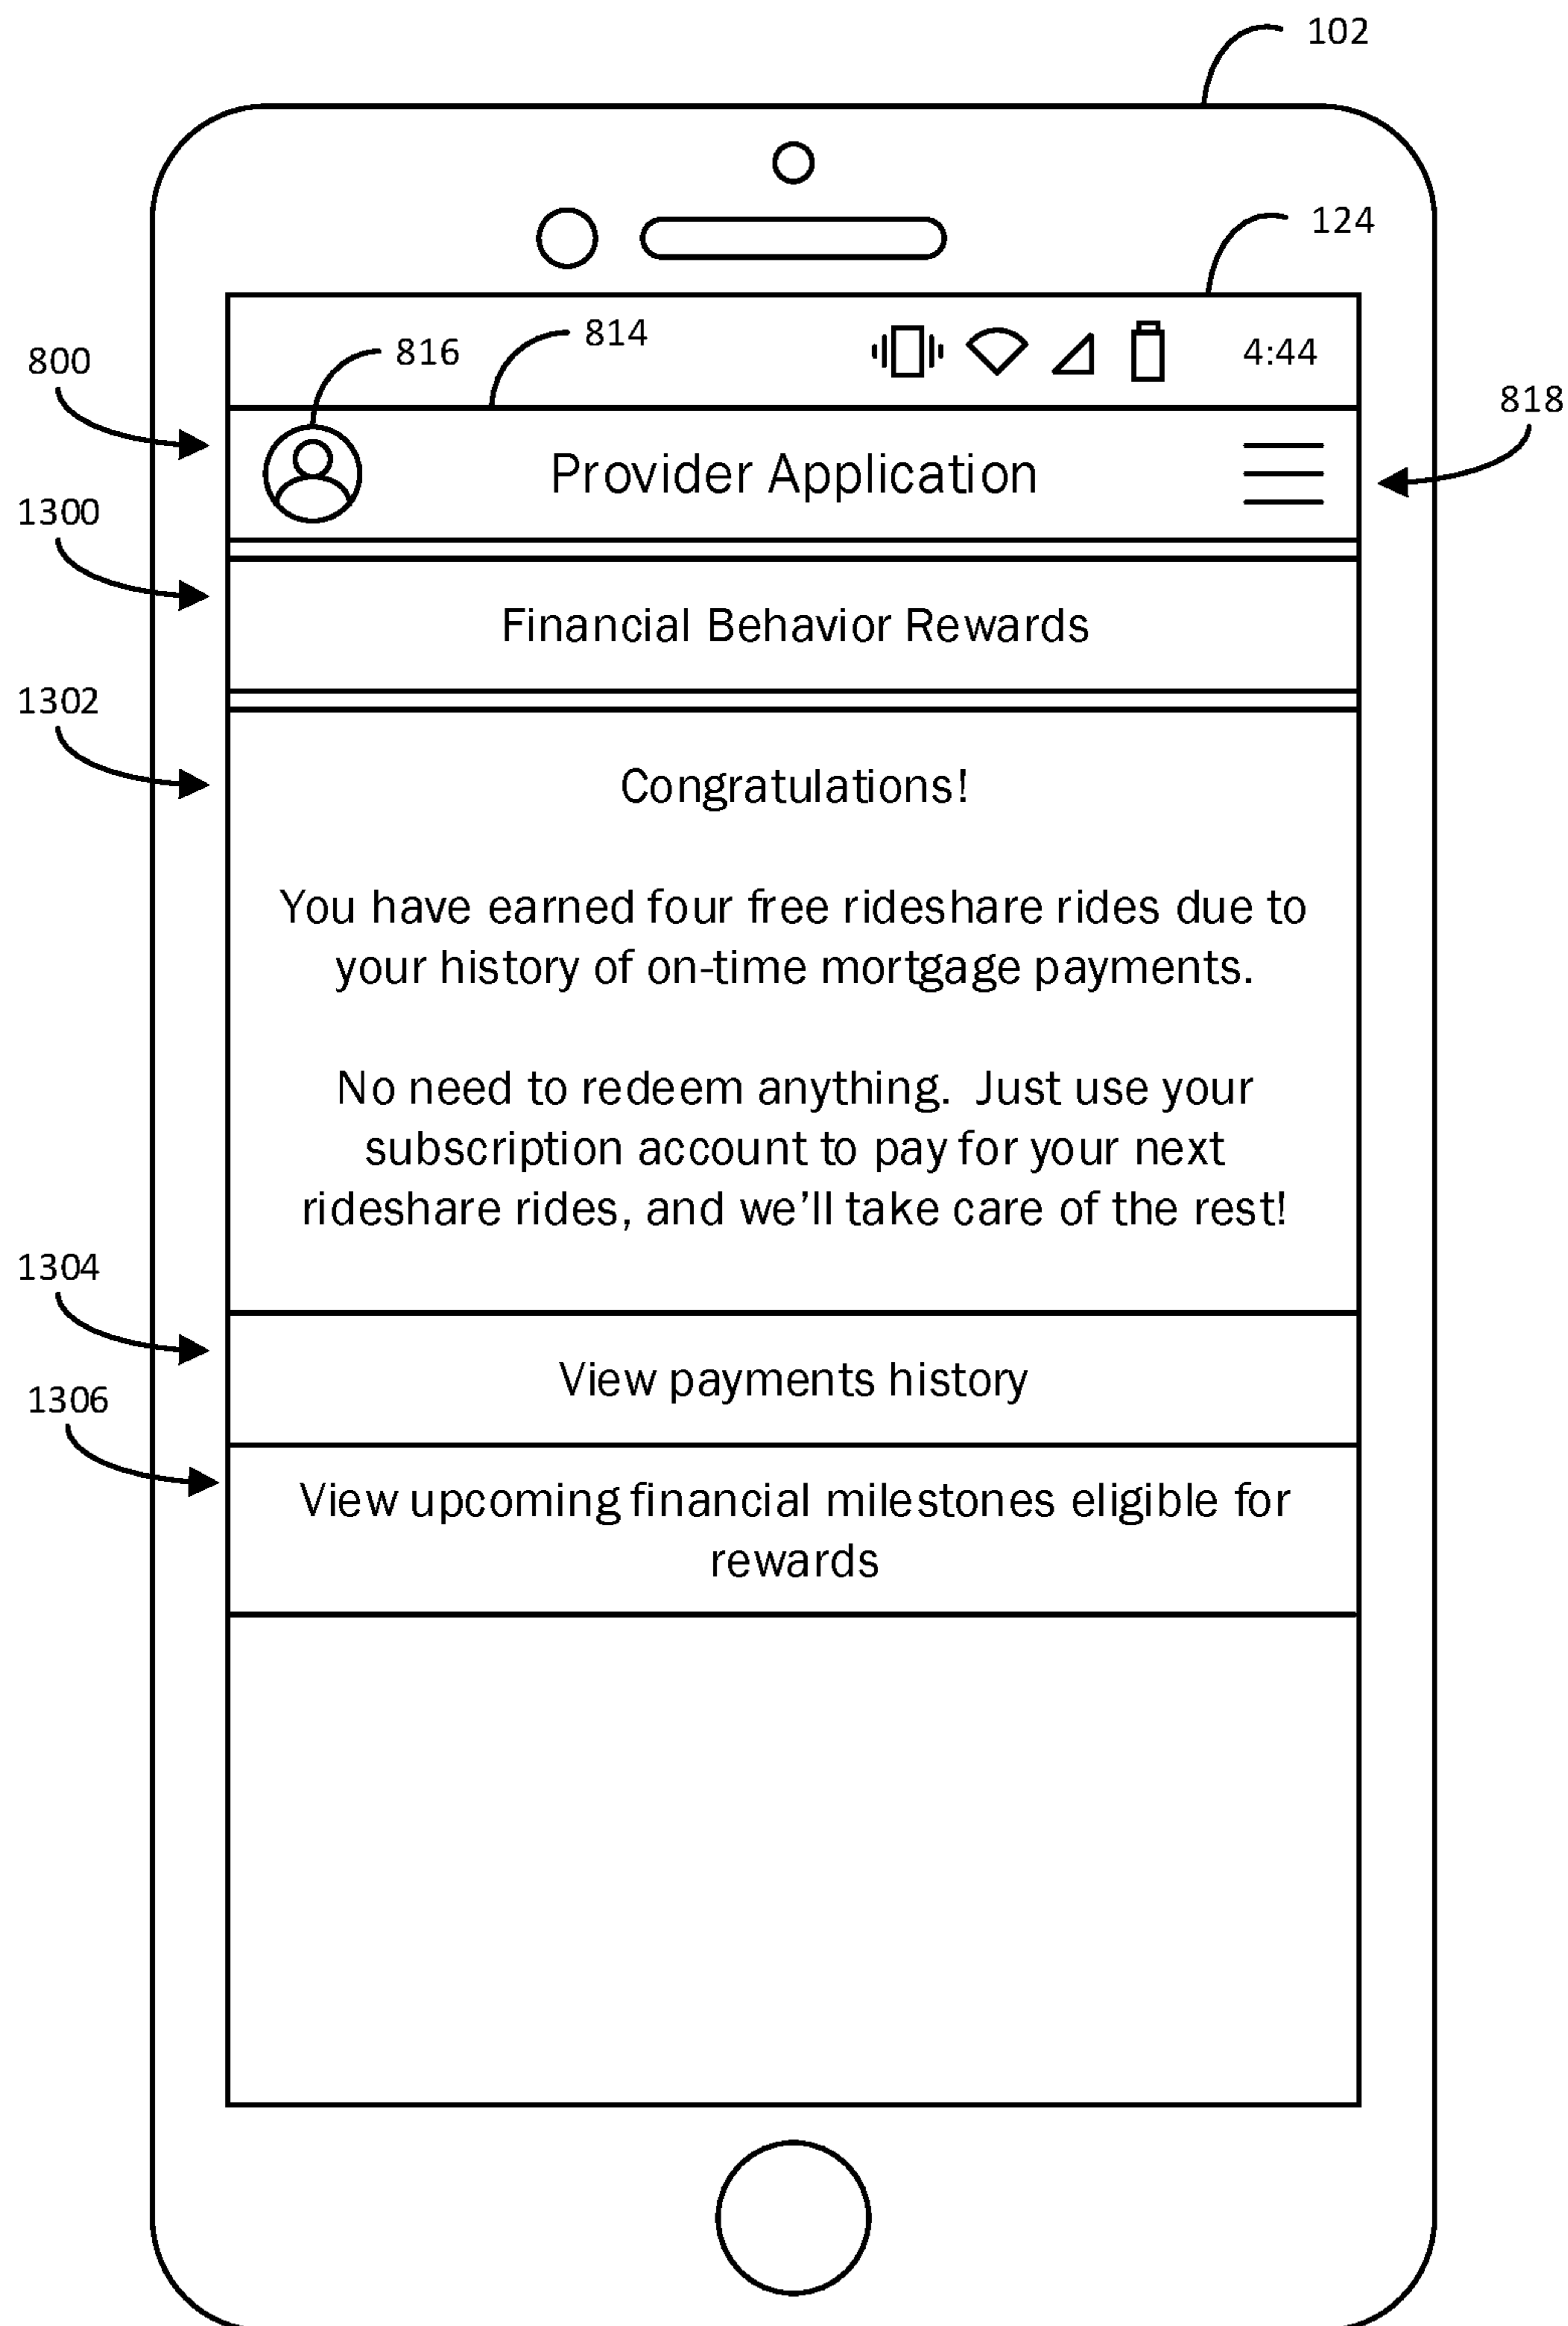 102
124
816
814
4:44
800
818
Provider Application
1300
Financial Behavior Rewards
1302
Congratulations!
You have earned four free rideshare rides due to
your history of on-time mortgage payments.
No need to redeem anything.  Just use your
subscription account to pay for your next
rideshare rides, and we’ll take care of the rest!
1304
View payments history
1306
View upcoming financial milestones eligible for
rewards